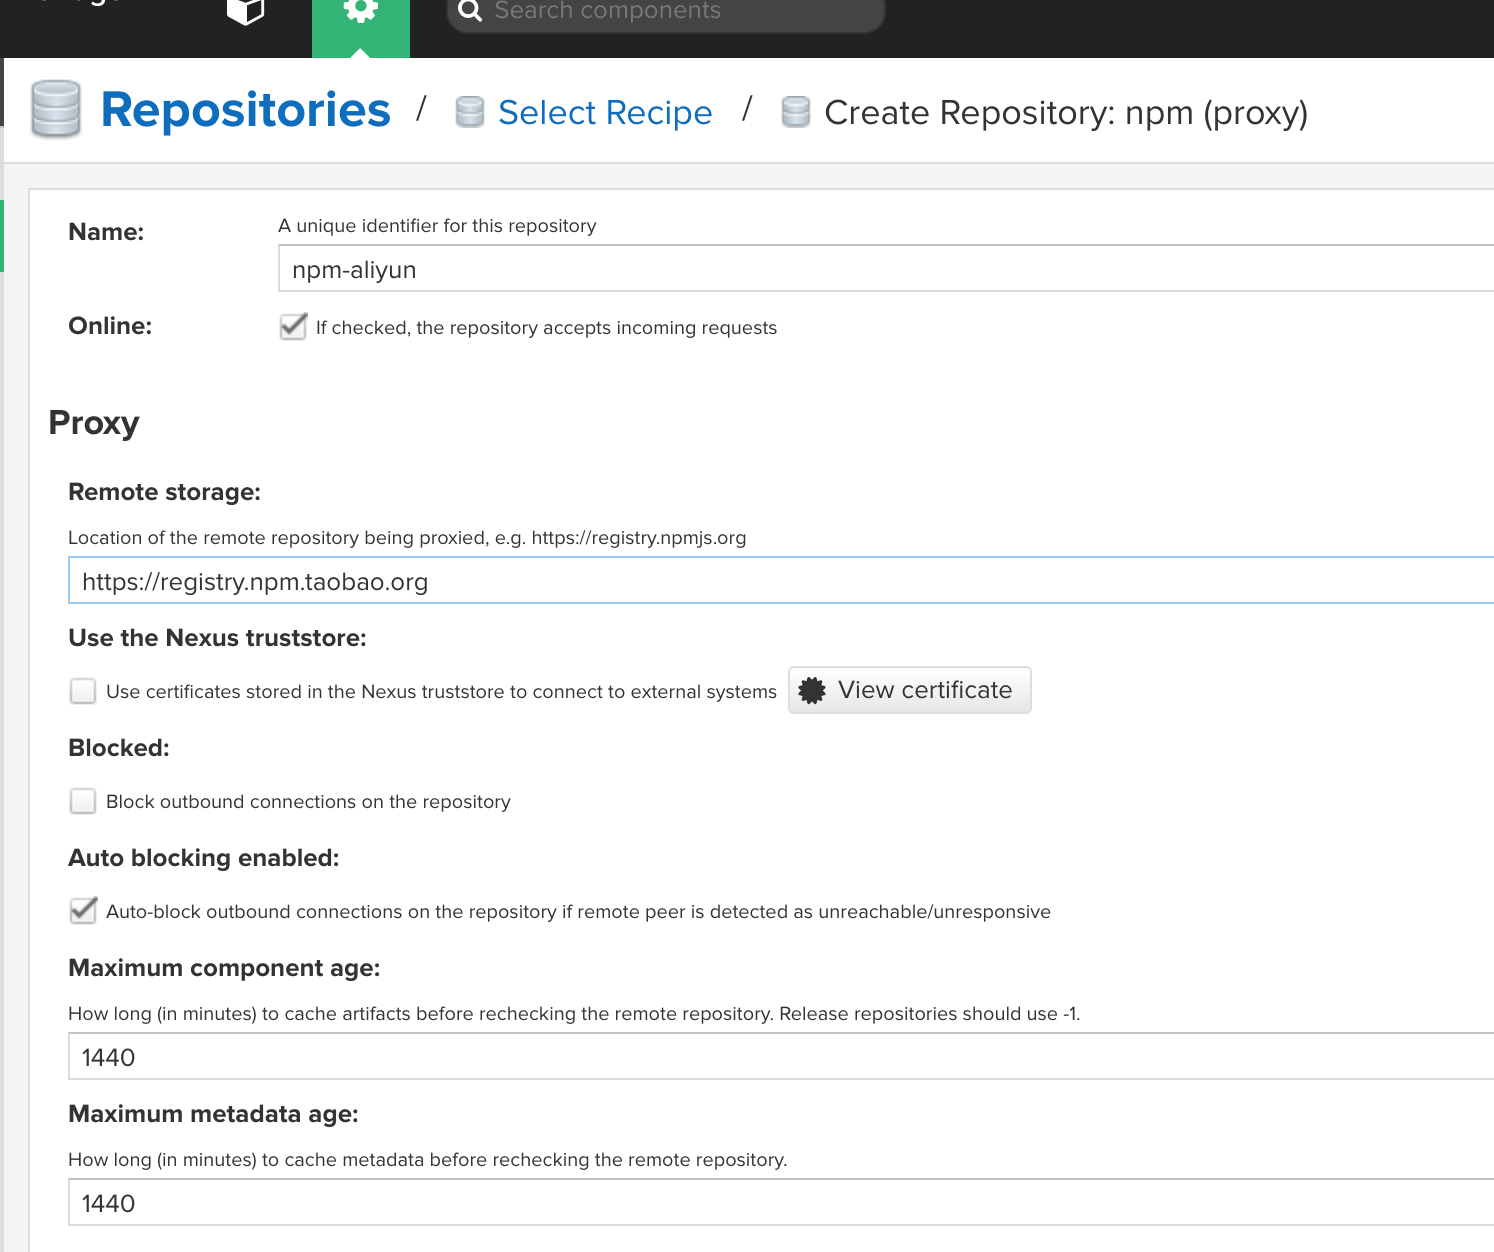 Search components
Repositories / Select Recipe / Create Repository: npm (proxy)
Name:
A unique identifier for this repository
npm-aliyun
Online:
If checked, the repository accepts incoming requests
Proxy
Remote storage:
Location of the remote repository being proxied, e.g. https://registry.npmjs.org
https://registry.npm.taobao.org
Use the Nexus truststore:
Use certificates stored in the Nexus truststore to connect to external systems
View certificate
Blocked:
Block outbound connections on the repository
Auto blocking enabled:
Auto-block outbound connections on the repository if remote peer is detected as unreachable/unresponsive
Maximum component age:
How long (in minutes) to cache artifacts before rechecking the remote repository. Release repositories should use -1.
1440
Maximum metadata age:
How long (in minutes) to cache metadata before rechecking the remote repository.
1440